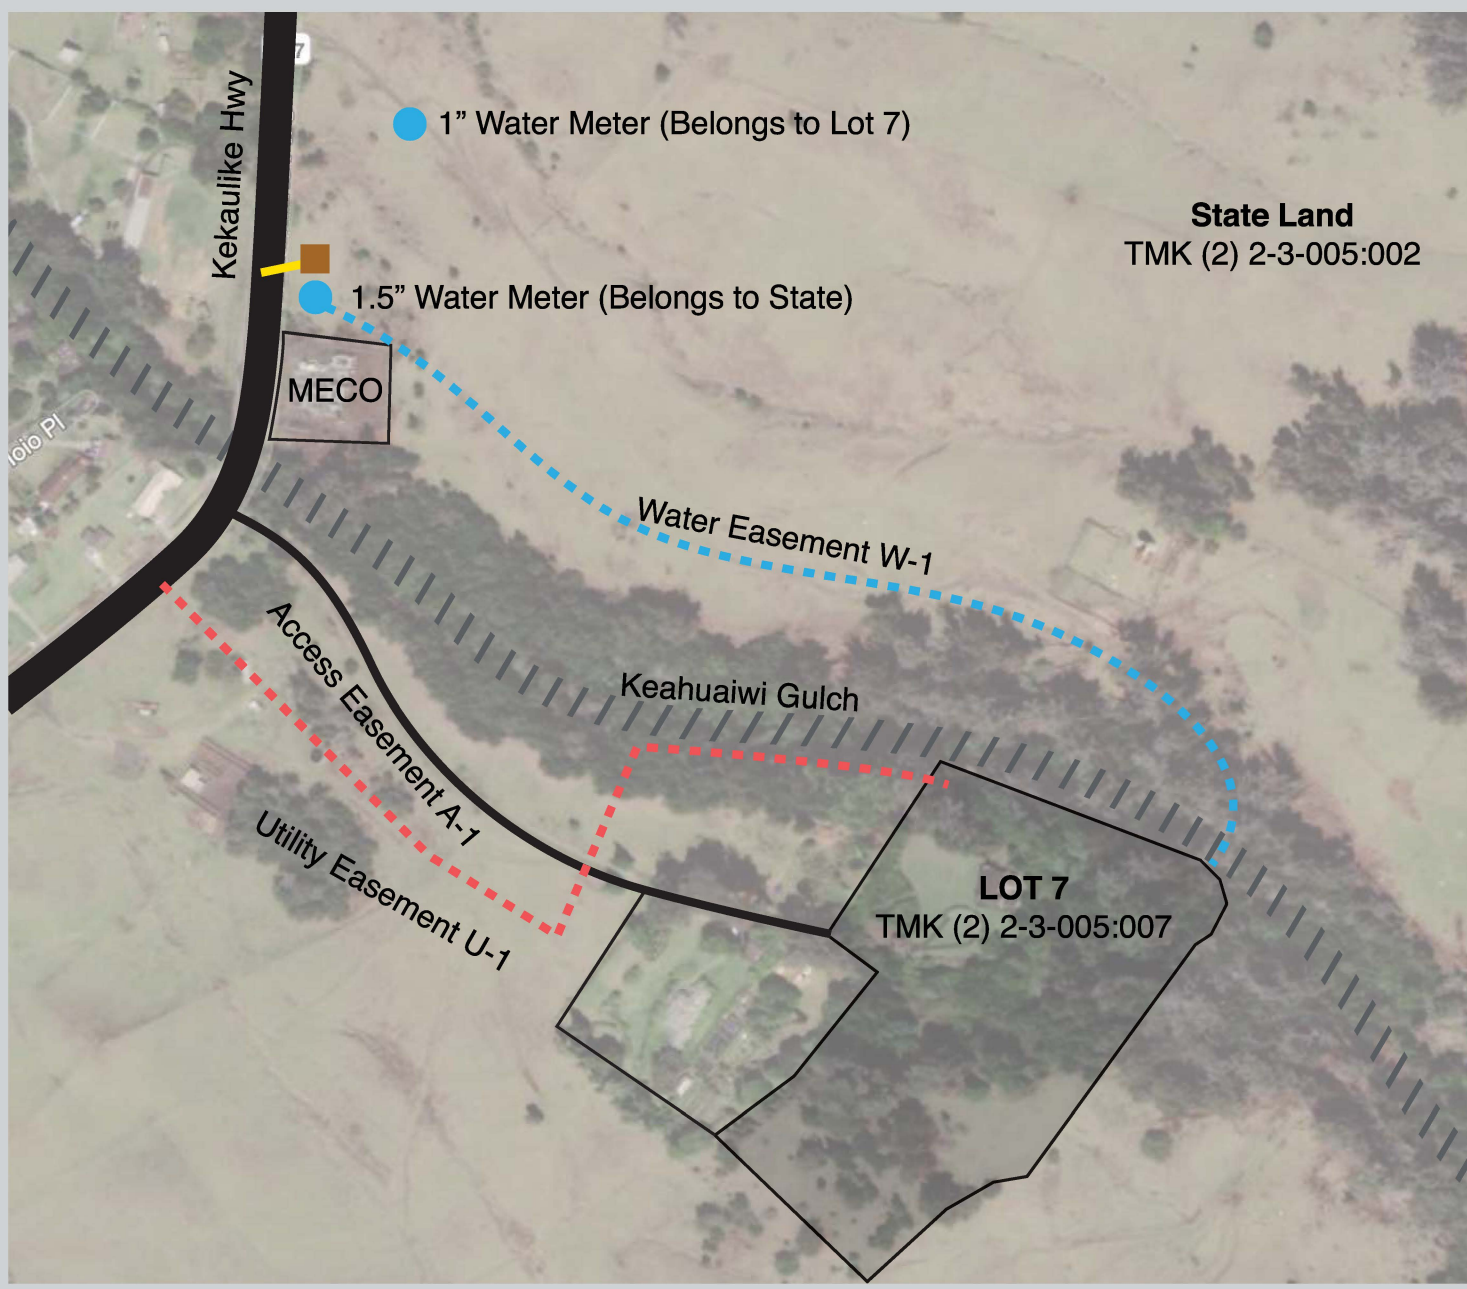 7
Kekaulike Hwy
1” Water Meter (Belongs to Lot 7)
State Land
TMK (2) 2-3-005:002
1.5” Water Meter (Belongs to State)
MECO
Water Easement W-1
Access Easement A-1
Keahuaiwi Gulch
Utility Easement U-1
LOT 7
TMK (2) 2-3-005:007